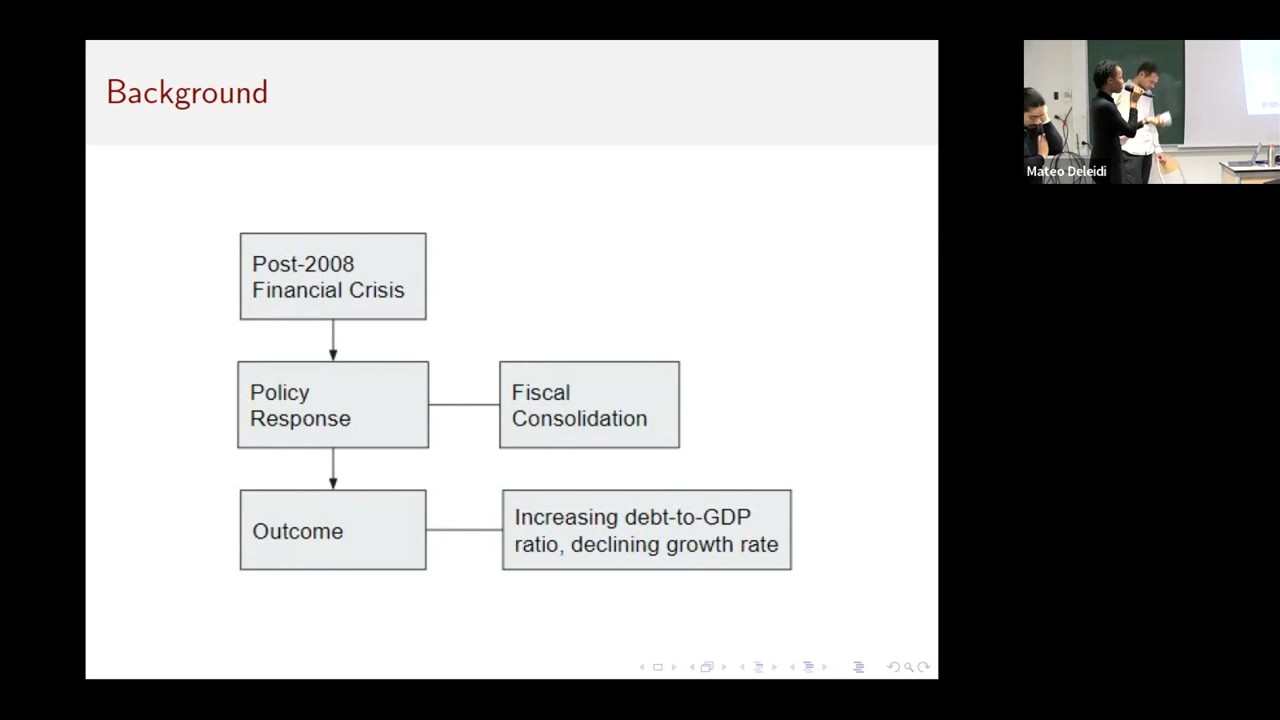 Background
Post-2008
Financial Crisis
Policy
Response
Fiscal
Consolidation
Outcome
Increasing debt-to-GDP
ratio, declining growth rate
Mateo Deleidi